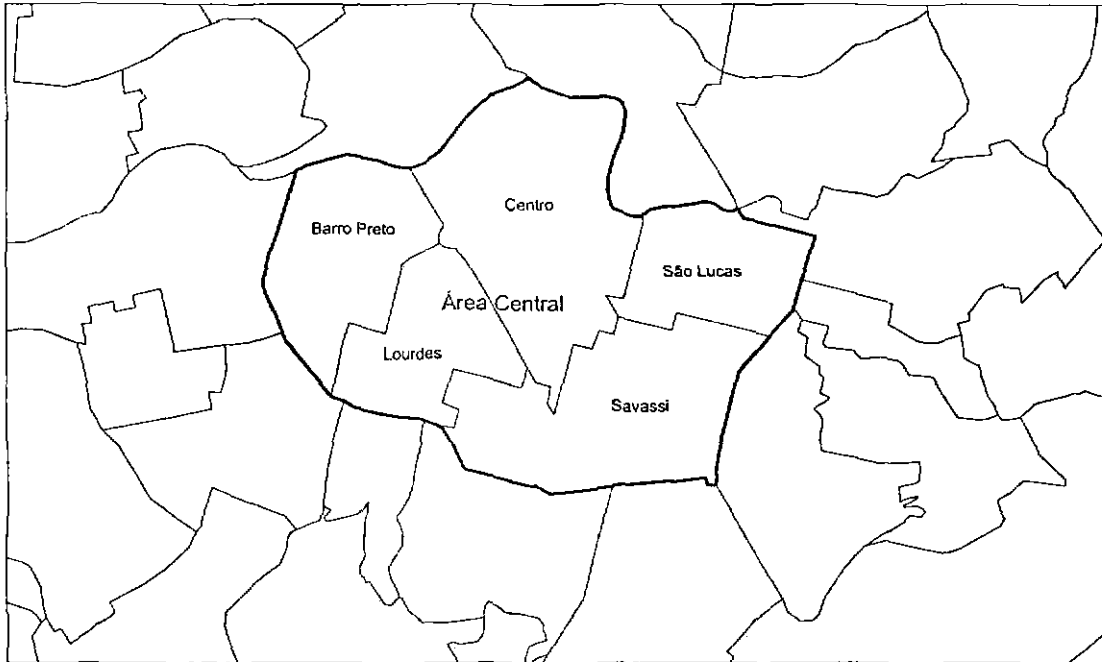 Centro
Barro Preto
São Lucas
Área Central
Lourdes
Savassi